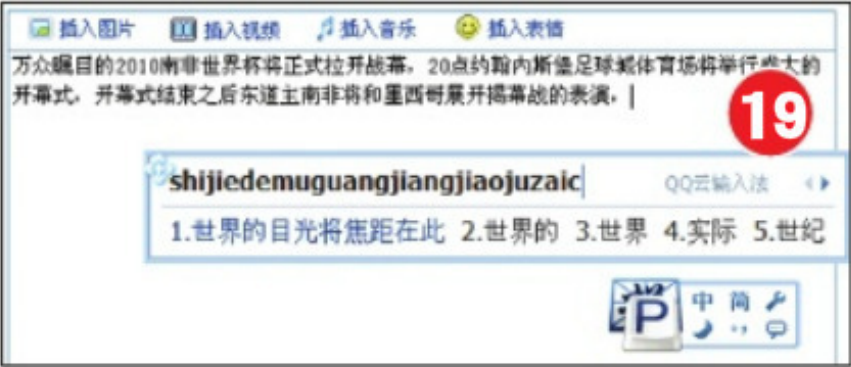 插入图片 插入视频 插入音乐 插入表情
万众瞩目的2010南非世界杯将正式拉开战幕，20点约翰内斯堡足球城体育场将举行盛大的
开幕式，开幕式结束之后东道主南非将和墨西哥展开揭幕战的表演，
19
shijiedemuguangjiangjiaojuzaic QQ云输入法
1.世界的目光将焦距在此 2.世界的 3.世界 4.实际 5.世纪
P 中 简